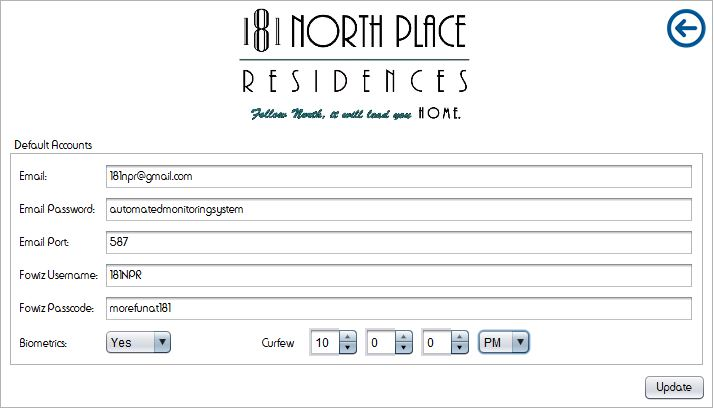 181 NORTH PLACE
RESIDENCES
Follow North, it will lead you HOME.
Default Accounts
Email: 181npr@gmail.com
Email Password: automatedmonitoringsystem
Email Port: 587
Fowiz Username: 181NPR
Fowiz Passcode: morefunat181
Biometrics: Yes Curfew 10 0 0 PM
Update